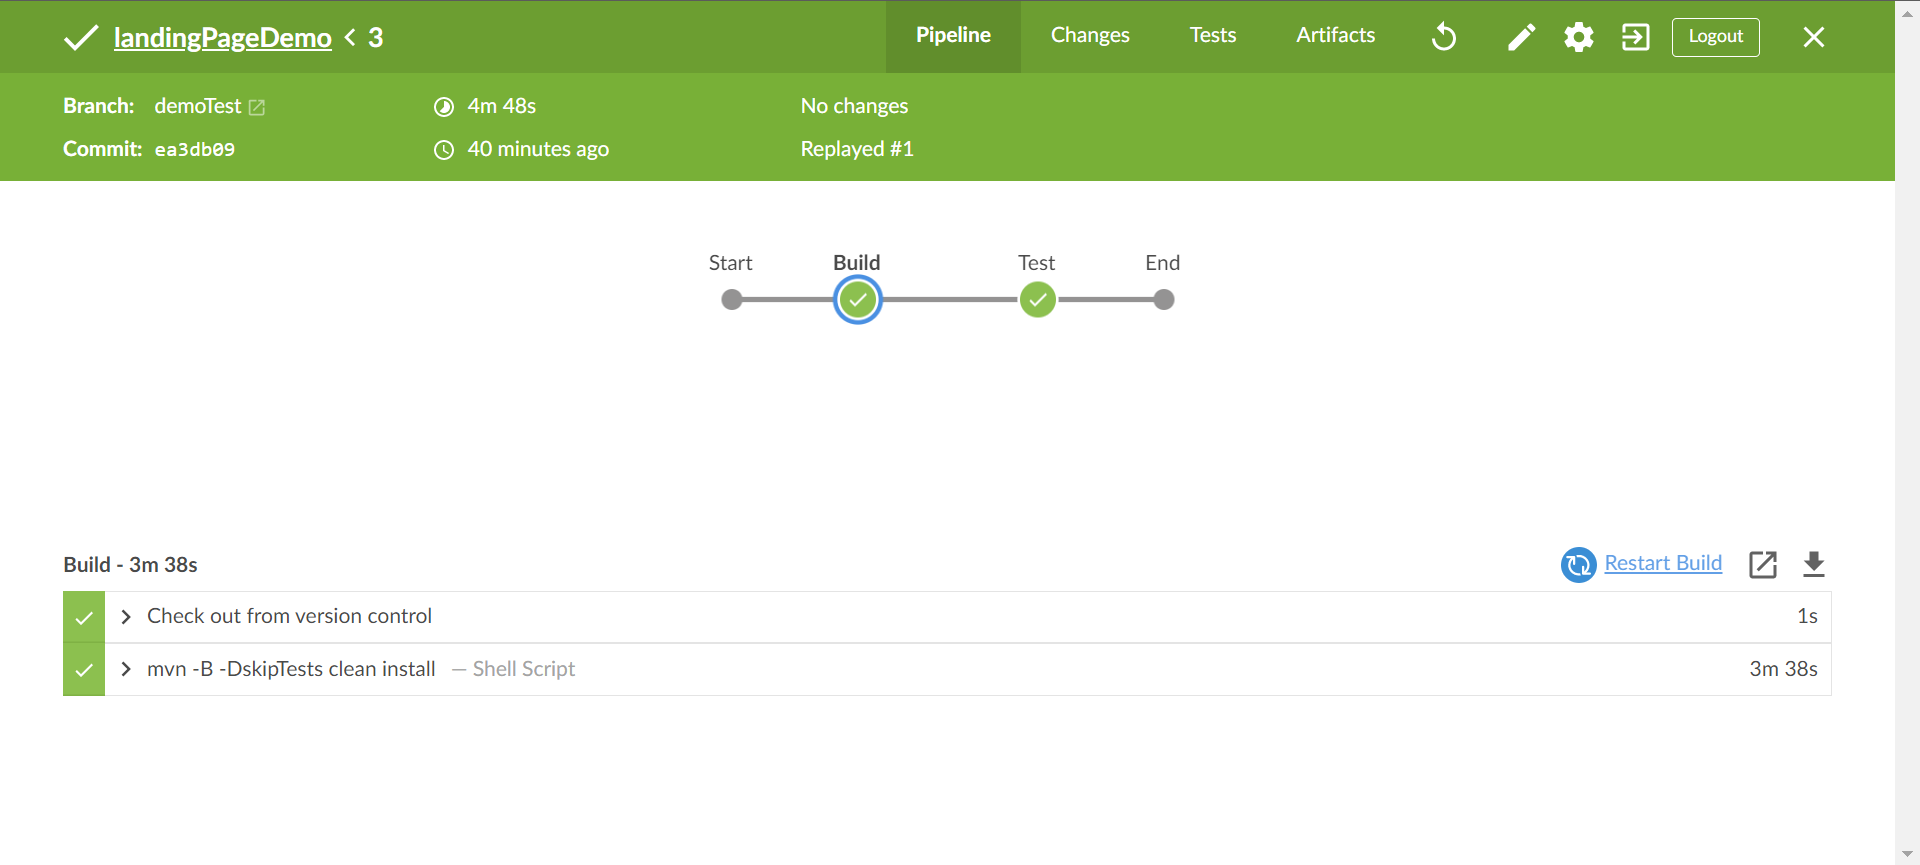 landingPageDemo < 3
Pipeline Changes Tests Artifacts Logout
Branch: demoTest 4m 48s No changes
Commit: ea3db09 40 minutes ago Replayed #1
Start Build Test End
Build - 3m 38s Restart Build
Check out from version control 1s
mvn -B -DskipTests clean install — Shell Script 3m 38s